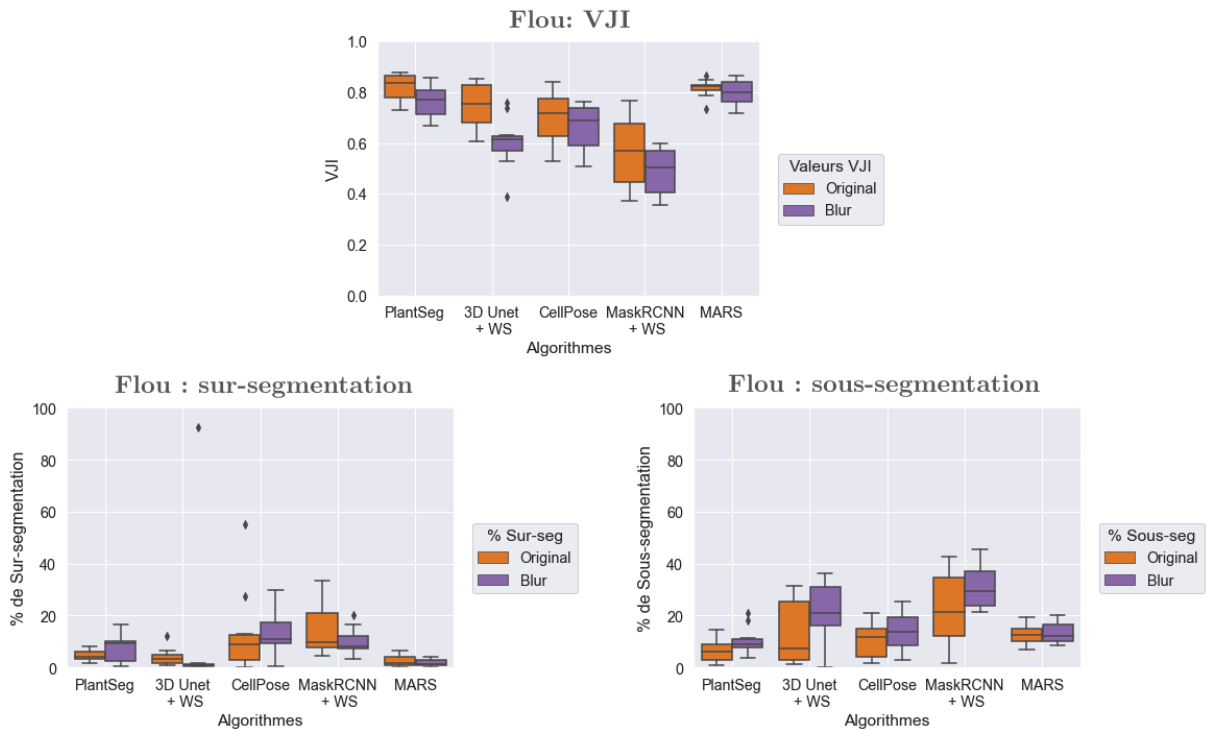 Flou: VJI
1.0
0.8
0.6
0.4
0.2
0.0
VJI
PlantSeg
3D Unet
+ WS
CellPose
MaskRCNN
+ WS
MARS
Algorithmes
Valeurs VJI
Original
Blur
Flou : sur-segmentation
100
80
60
40
20
0
% de Sur-segmentation
PlantSeg
3D Unet
+ WS
CellPose
MaskRCNN
+ WS
MARS
Algorithmes
% Sur-seg
Original
Blur
Flou : sous-segmentation
100
80
60
40
20
0
% de Sous-segmentation
PlantSeg
3D Unet
+ WS
CellPose
MaskRCNN
+ WS
MARS
Algorithmes
% Sous-seg
Original
Blur